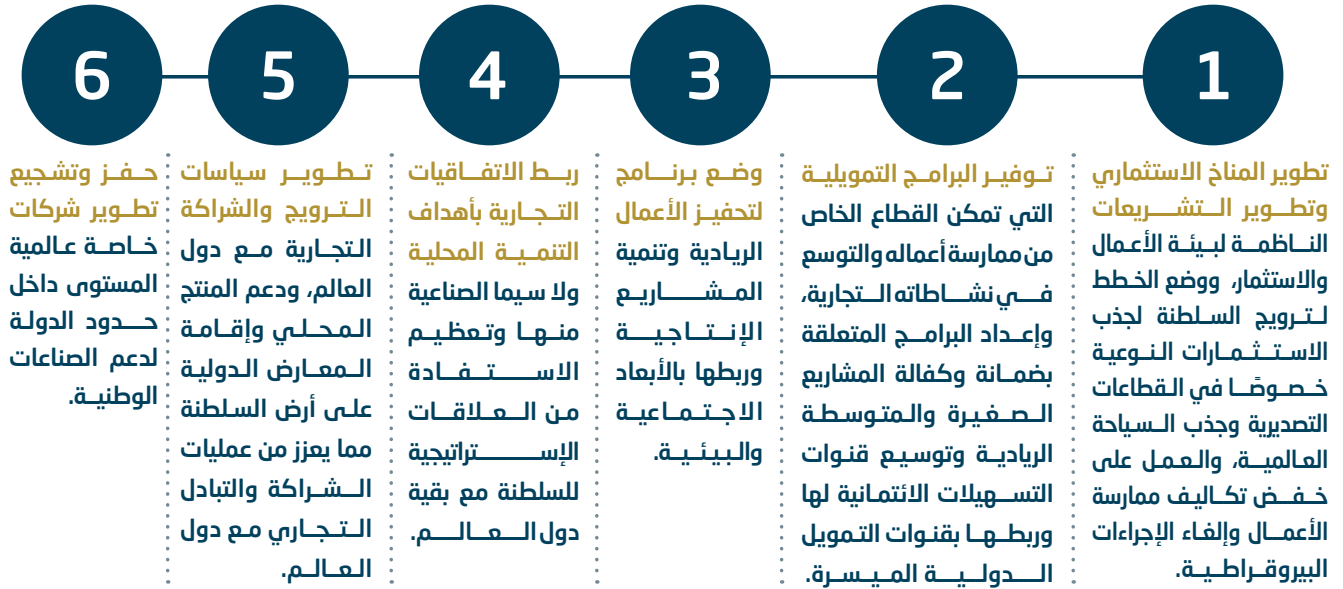 1
تطوير المناخ الاستثماري
وتطوير التشريعات
الناظمة لبيئة الأعمال
والاستثمار، ووضع الخطط
لترويج السلطنة لجذب
الاستثمارات النوعية
خصوصًا في القطاعات
التصديرية وجذب السياحة
العالمية، والعمل على
خفض تكاليف ممارسة
الأعمال وإلغاء الإجراءات
البيروقراطية.
2
توفير البرامج التمويلية
التي تمكن القطاع الخاص
من ممارسة أعماله والتوسع
في نشاطاته التجارية،
وإعداد البرامج المتعلقة
بضمانة وكفالة المشاريع
الصغيرة والمتوسطة
الريادية وتوسيع قنوات
التسهيلات الائتمانية لها
وربطها بقنوات التمويل
الدولية الميسرة.
3
وضع برنامج
لتحفيز الأعمال
الريادية وتنمية
المشاريع
الإنتاجية
وربطها بالأبعاد
الاجتماعية
والبيئية.
4
ربط الاتفاقيات
التجارية بأهداف
التنمية المحلية
ولا سيما الصناعية
منها وتعظيم
الاستفادة
من العلاقات
الإستراتيجية
للسلطنة مع بقية
دول العالم.
5
تطوير سياسات
الترويج والشراكة
التجارية مع دول
العالم، ودعم المنتج
المحلي وإقامة
المعارض الدولية
على أرض السلطنة
مما يعزز من عمليات
الشراكة والتبادل
التجاري مع دول
العالم.
6
حفز وتشجيع
تطوير شركات
خاصة عالمية
المستوى داخل
حدود الدولة
لدعم الصناعات
الوطنية.